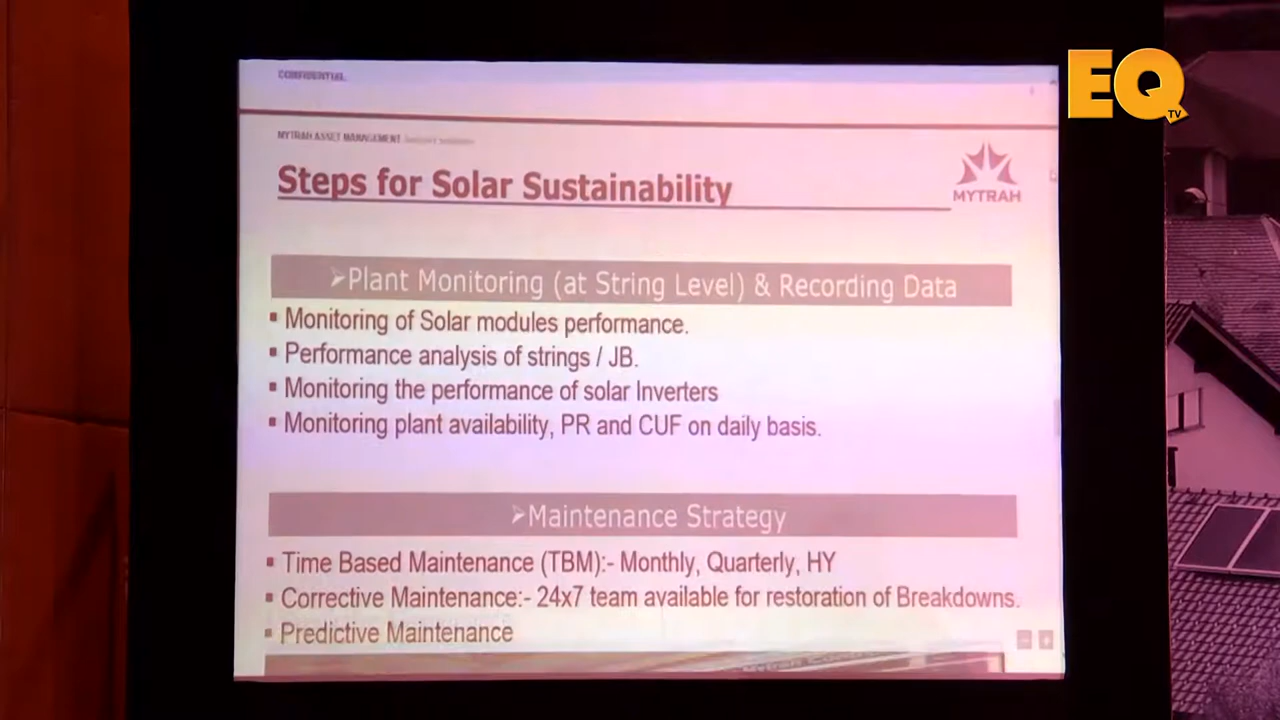 CONFIDENTIAL
EQ
TV
MYTRAH ASSET MANAGEMENT
Steps for Solar Sustainability
MYTRAH
➢Plant Monitoring (at String Level) & Recording Data
▪ Monitoring of Solar modules performance.
▪ Performance analysis of strings / JB.
▪ Monitoring the performance of solar Inverters
▪ Monitoring plant availability, PR and CUF on daily basis.
➢Maintenance Strategy
▪ Time Based Maintenance (TBM):- Monthly, Quarterly, HY
▪ Corrective Maintenance:- 24x7 team available for restoration of Breakdowns.
▪ Predictive Maintenance